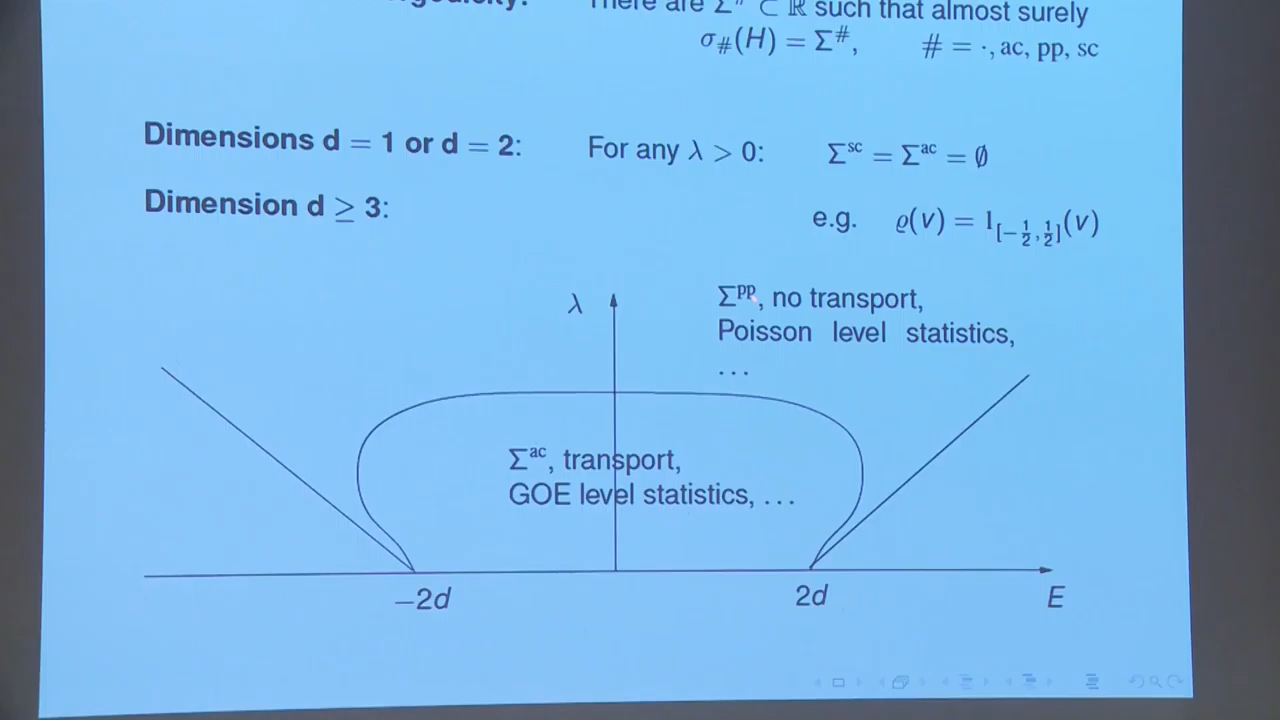 There are Σ# ⊂ ℝ such that almost surely
σ#(H) = Σ#, # = ·, ac, pp, sc
Dimensions d = 1 or d = 2: For any λ > 0: Σsc = Σac = ∅
Dimension d ≥ 3:
e.g. ϱ(v) = 1[−1/2,1/2](v)
λ
Σpp, no transport,
Poisson level statistics,
...
Σac, transport,
GOE level statistics, ...
−2d 2d E